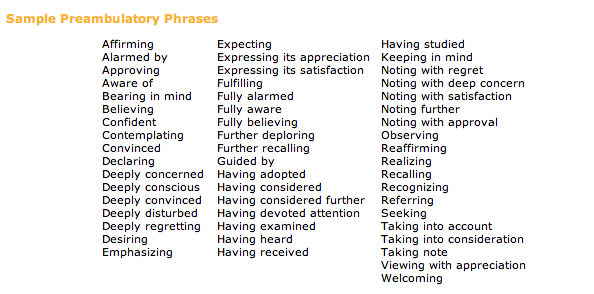 Sample Preambulatory Phrases
Affirming
Alarmed by
Approving
Aware of
Bearing in mind
Believing
Confident
Contemplating
Convinced
Declaring
Deeply concerned
Deeply conscious
Deeply convinced
Deeply disturbed
Deeply regretting
Desiring
Emphasizing
Expecting
Expressing its appreciation
Expressing its satisfaction
Fulfilling
Fully alarmed
Fully aware
Fully believing
Further deploring
Further recalling
Guided by
Having adopted
Having considered
Having considered further
Having devoted attention
Having examined
Having heard
Having received
Having studied
Keeping in mind
Noting with regret
Noting with deep concern
Noting with satisfaction
Noting further
Noting with approval
Observing
Reaffirming
Realizing
Recalling
Recognizing
Referring
Seeking
Taking into account
Taking into consideration
Taking note
Viewing with appreciation
Welcoming